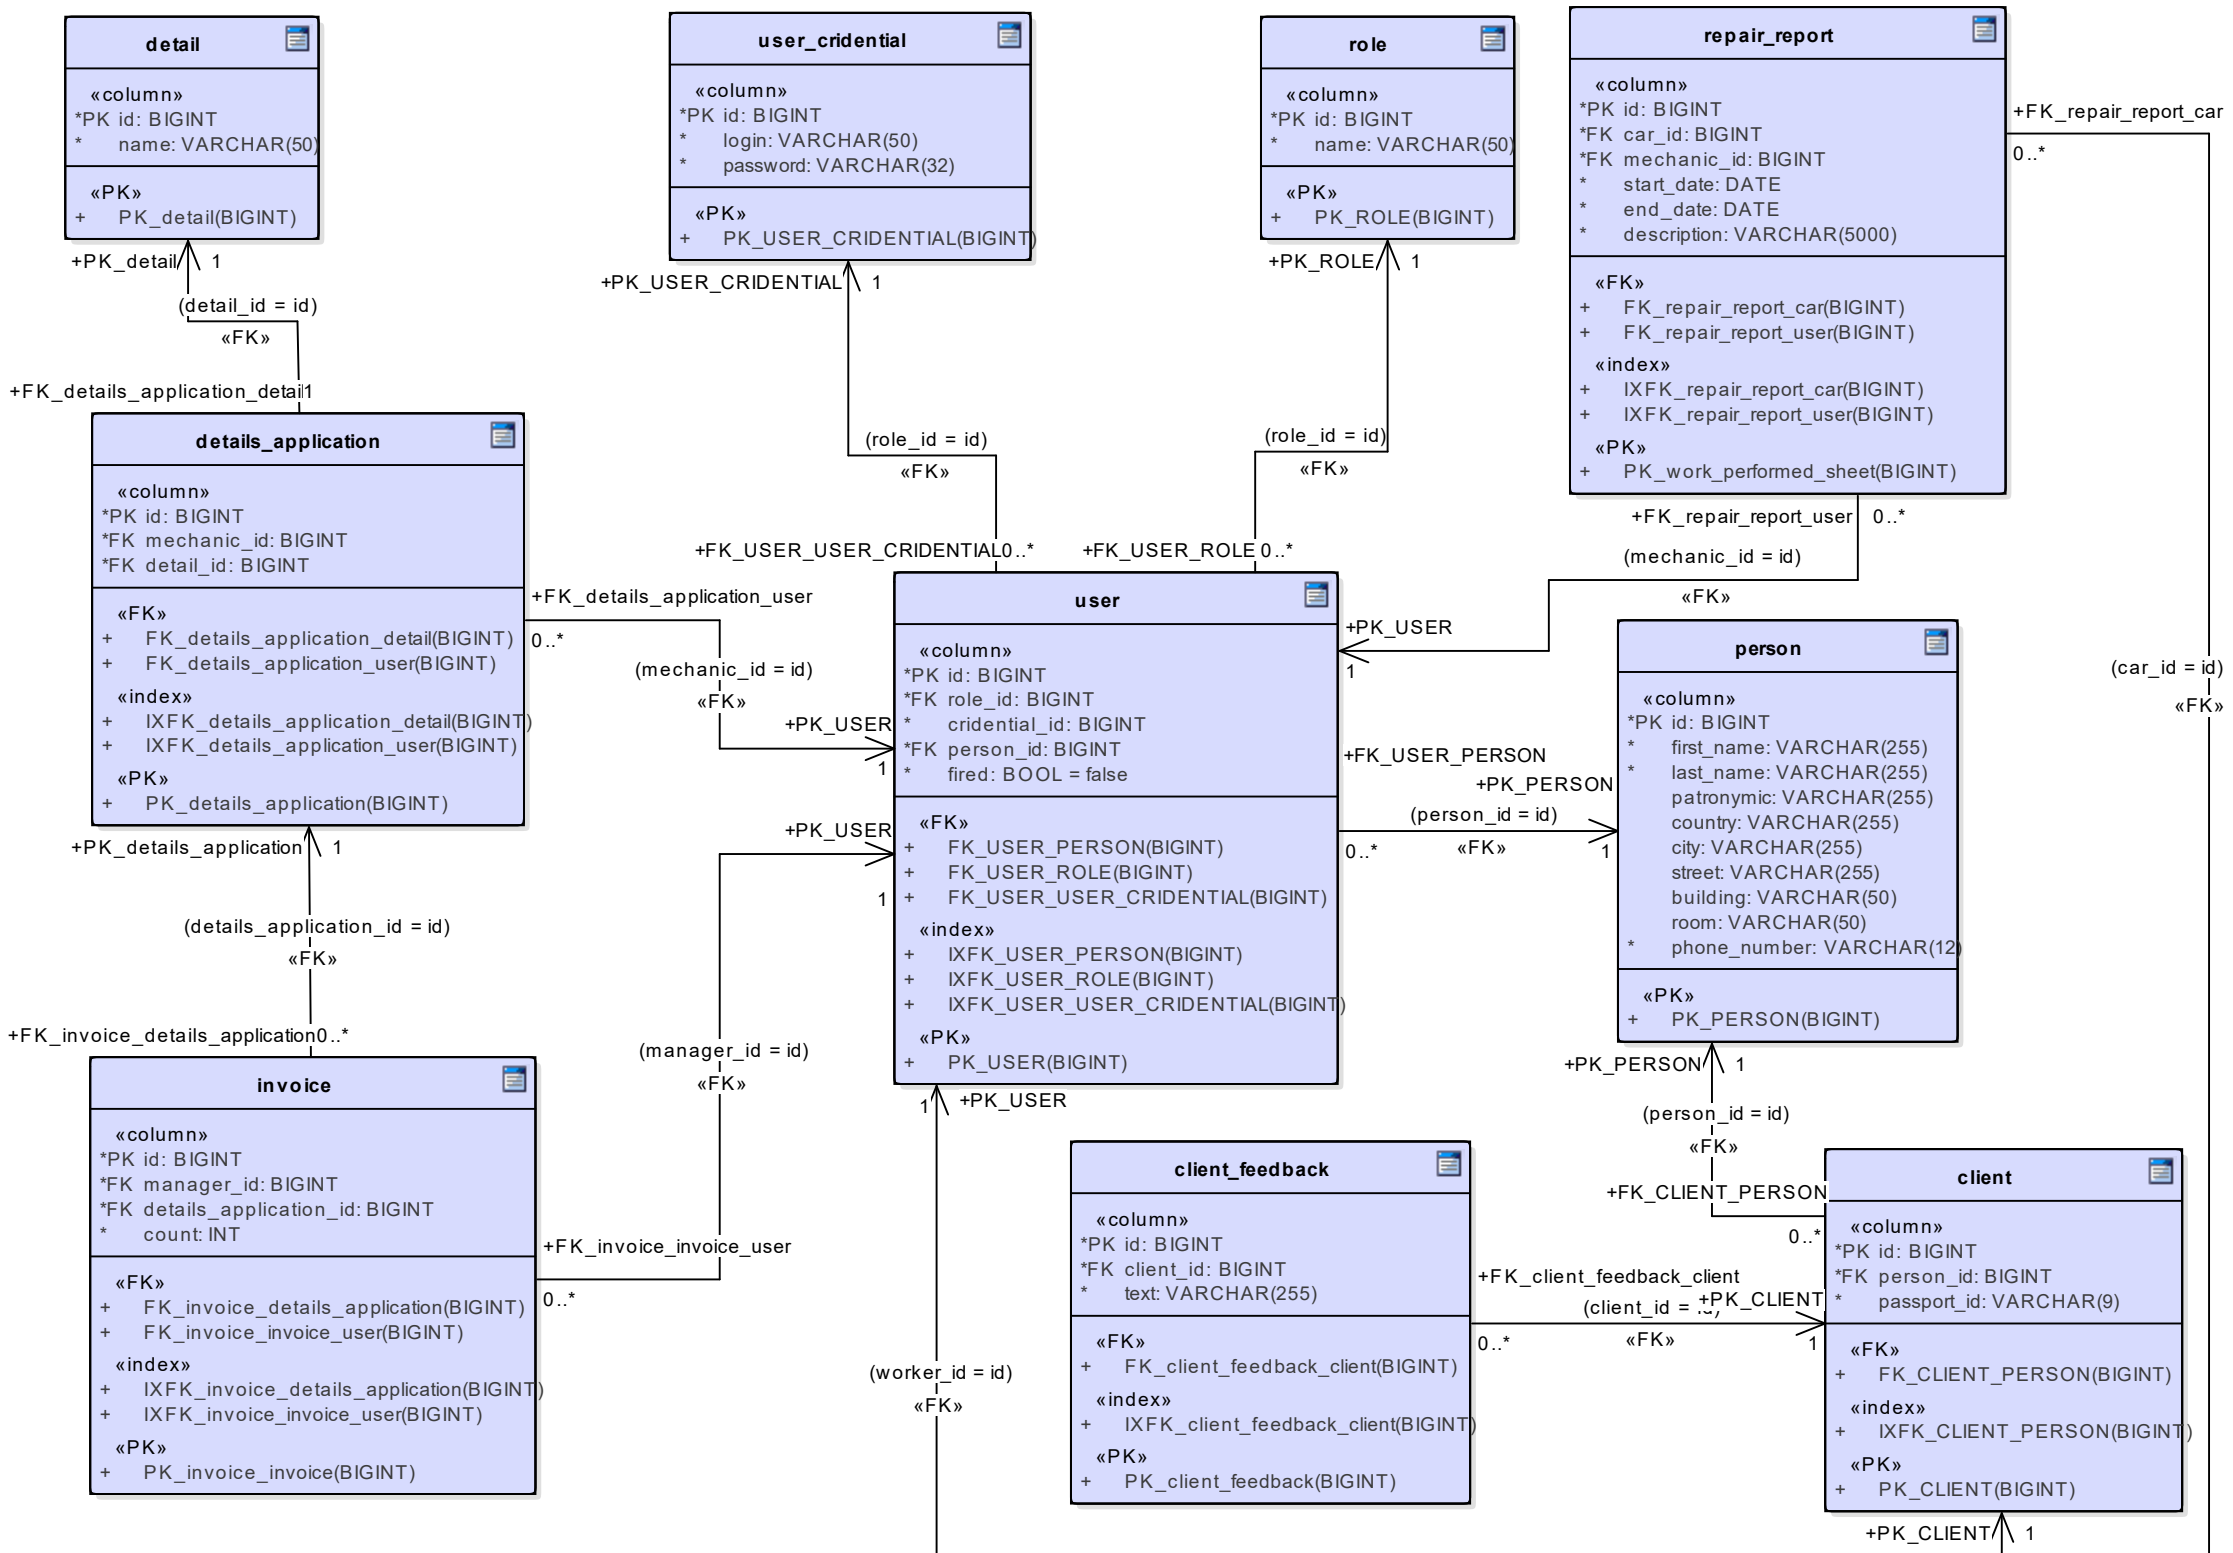 detail
«column»
*PK id: BIGINT
* name: VARCHAR(50)
«PK»
+ PK_detail(BIGINT)
+PK_detail
1
(detail_id = id)
«FK»
+FK_details_application_detail
1
user_cridential
«column»
*PK id: BIGINT
* login: VARCHAR(50)
* password: VARCHAR(32)
«PK»
+ PK_USER_CRIDENTIAL(BIGINT)
+PK_USER_CRIDENTIAL
1
(role_id = id)
«FK»
+FK_USER_USER_CRIDENTIAL
0..*
role
«column»
*PK id: BIGINT
* name: VARCHAR(50)
«PK»
+ PK_ROLE(BIGINT)
+PK_ROLE
1
(role_id = id)
«FK»
+FK_USER_ROLE
0..*
repair_report
«column»
*PK id: BIGINT
*FK car_id: BIGINT
*FK mechanic_id: BIGINT
* start_date: DATE
* end_date: DATE
* description: VARCHAR(5000)
«FK»
+ FK_repair_report_car(BIGINT)
+ FK_repair_report_user(BIGINT)
«index»
+ IXFK_repair_report_car(BIGINT)
+ IXFK_repair_report_user(BIGINT)
«PK»
+ PK_work_performed_sheet(BIGINT)
+FK_repair_report_car
0..*
(car_id = id)
«FK»
+FK_repair_report_user
0..*
(mechanic_id = id)
«FK»
+PK_USER
1
details_application
«column»
*PK id: BIGINT
*FK mechanic_id: BIGINT
*FK detail_id: BIGINT
«FK»
+ FK_details_application_detail(BIGINT)
+ FK_details_application_user(BIGINT)
«index»
+ IXFK_details_application_detail(BIGINT)
+ IXFK_details_application_user(BIGINT)
«PK»
+ PK_details_application(BIGINT)
+FK_details_application_user
0..*
(mechanic_id = id)
«FK»
+PK_USER
1
+PK_details_application
1
(details_application_id = id)
«FK»
+FK_invoice_details_application
0..*
user
«column»
*PK id: BIGINT
*FK role_id: BIGINT
* cridential_id: BIGINT
*FK person_id: BIGINT
* fired: BOOL = false
«FK»
+ FK_USER_PERSON(BIGINT)
+ FK_USER_ROLE(BIGINT)
+ FK_USER_USER_CRIDENTIAL(BIGINT)
«index»
+ IXFK_USER_PERSON(BIGINT)
+ IXFK_USER_ROLE(BIGINT)
+ IXFK_USER_USER_CRIDENTIAL(BIGINT)
«PK»
+ PK_USER(BIGINT)
+FK_USER_PERSON
+PK_PERSON
(person_id = id)
0..*
«FK»
1
person
«column»
*PK id: BIGINT
* first_name: VARCHAR(255)
* last_name: VARCHAR(255)
patronymic: VARCHAR(255)
country: VARCHAR(255)
city: VARCHAR(255)
street: VARCHAR(255)
building: VARCHAR(50)
room: VARCHAR(50)
* phone_number: VARCHAR(12)
«PK»
+ PK_PERSON(BIGINT)
+PK_PERSON
1
(person_id = id)
«FK»
+FK_CLIENT_PERSON
0..*
invoice
«column»
*PK id: BIGINT
*FK manager_id: BIGINT
*FK details_application_id: BIGINT
* count: INT
«FK»
+ FK_invoice_details_application(BIGINT)
+ FK_invoice_invoice_user(BIGINT)
«index»
+ IXFK_invoice_details_application(BIGINT)
+ IXFK_invoice_invoice_user(BIGINT)
«PK»
+ PK_invoice_invoice(BIGINT)
+PK_USER
1
(manager_id = id)
«FK»
+FK_invoice_invoice_user
0..*
1
+PK_USER
(worker_id = id)
«FK»
client_feedback
«column»
*PK id: BIGINT
*FK client_id: BIGINT
* text: VARCHAR(255)
«FK»
+ FK_client_feedback_client(BIGINT)
«index»
+ IXFK_client_feedback_client(BIGINT)
«PK»
+ PK_client_feedback(BIGINT)
+FK_client_feedback_client
(client_id =
+PK_CLIENT
0..*
«FK»
1
client
«column»
*PK id: BIGINT
*FK person_id: BIGINT
* passport_id: VARCHAR(9)
«FK»
+ FK_CLIENT_PERSON(BIGINT)
«index»
+ IXFK_CLIENT_PERSON(BIGINT)
«PK»
+ PK_CLIENT(BIGINT)
+PK_CLIENT
1